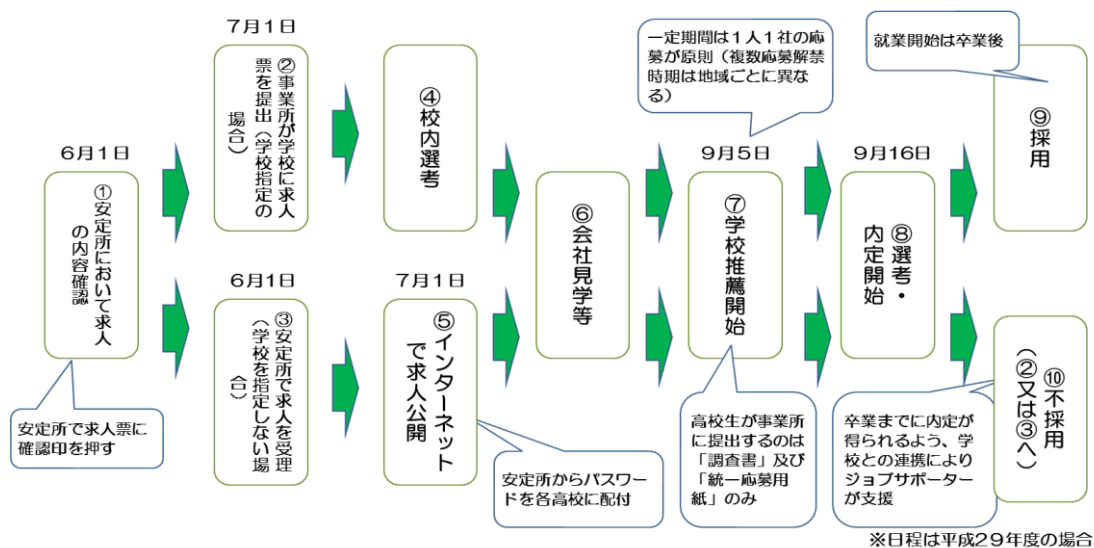 6月1日
①安定所において求人
の内容確認
安定所で求人票に
確認印を押す
7月1日
②事業所が学校に求人
票を提出（学校指定の
場合）
6月1日
③安定所で求人を受理
（学校を指定しない場
合）
④校内選考
7月1日
⑤インターネット
で求人公開
安定所からパスワー
ドを各高校に配付
⑥会社見学等
一定期間は１人１社の応
募が原則（複数応募解禁
時期は地域ごとに異な
る）
9月5日
⑦学校推薦開始
高校生が事業所
に提出するのは
「調査書」及び
「統一応募用
紙」のみ
9月16日
⑧選考・
内定開始
就業開始は卒業後
⑨採用
⑩不採用
（②又は③へ）
卒業までに内定が
得られるよう、学
校との連携により
ジョブサポーター
が支援
※日程は平成２９年度の場合